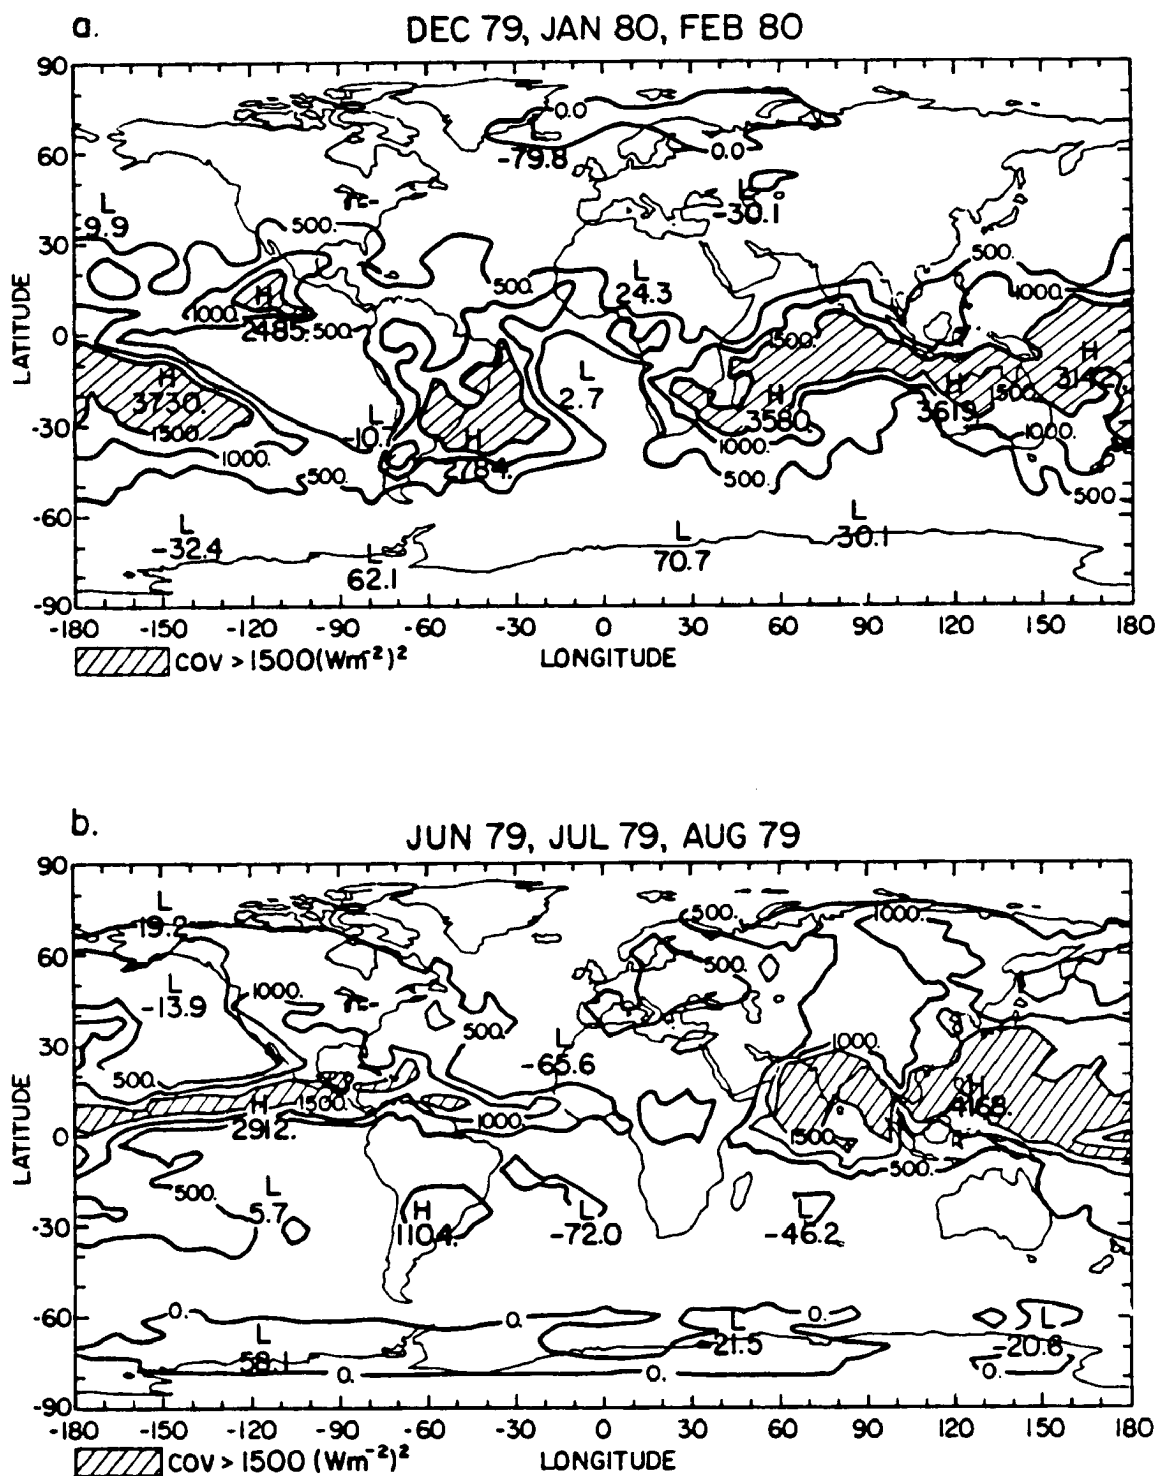 a.
DEC 79, JAN 80, FEB 80
90
60
30
0
-30
-60
-90
LATITUDE
0.0
L
-79.8
0.0
L
-30.1
L
-9.9
500.
500.
500.
L
24.3
H
1000.
2485.
500.
1000.
1500.
H
3730.
1500.
1000.
500.
L
-10.7
H
1784.
L
2.7
H
3580.
1000.
500.
H
3619.
1500.
H
3142.
1000.
500.
L
-32.4
L
62.1
L
70.7
L
30.1
-180 -150 -120 -90 -60 -30 0 30 60 90 120 150 180
COV > 1500 (Wm-2)2
LONGITUDE
b.
JUN 79, JUL 79, AUG 79
90
60
30
0
-30
-60
-90
LATITUDE
L
19.2
500.
1000.
500.
L
-13.9
1000.
500.
L
-65.6
1000.
500.
H
1500.
2912.
1000.
H
4168.
1500.
500.
500.
L
5.7
H
1104.
L
-72.0
L
-46.2
0.
0.
0.
L
58.1
L
-21.5
L
-20.6
0.
0.
0.
-180 -150 -120 -90 -60 -30 0 30 60 90 120 150 180
COV > 1500 (Wm-2)2
LONGITUDE